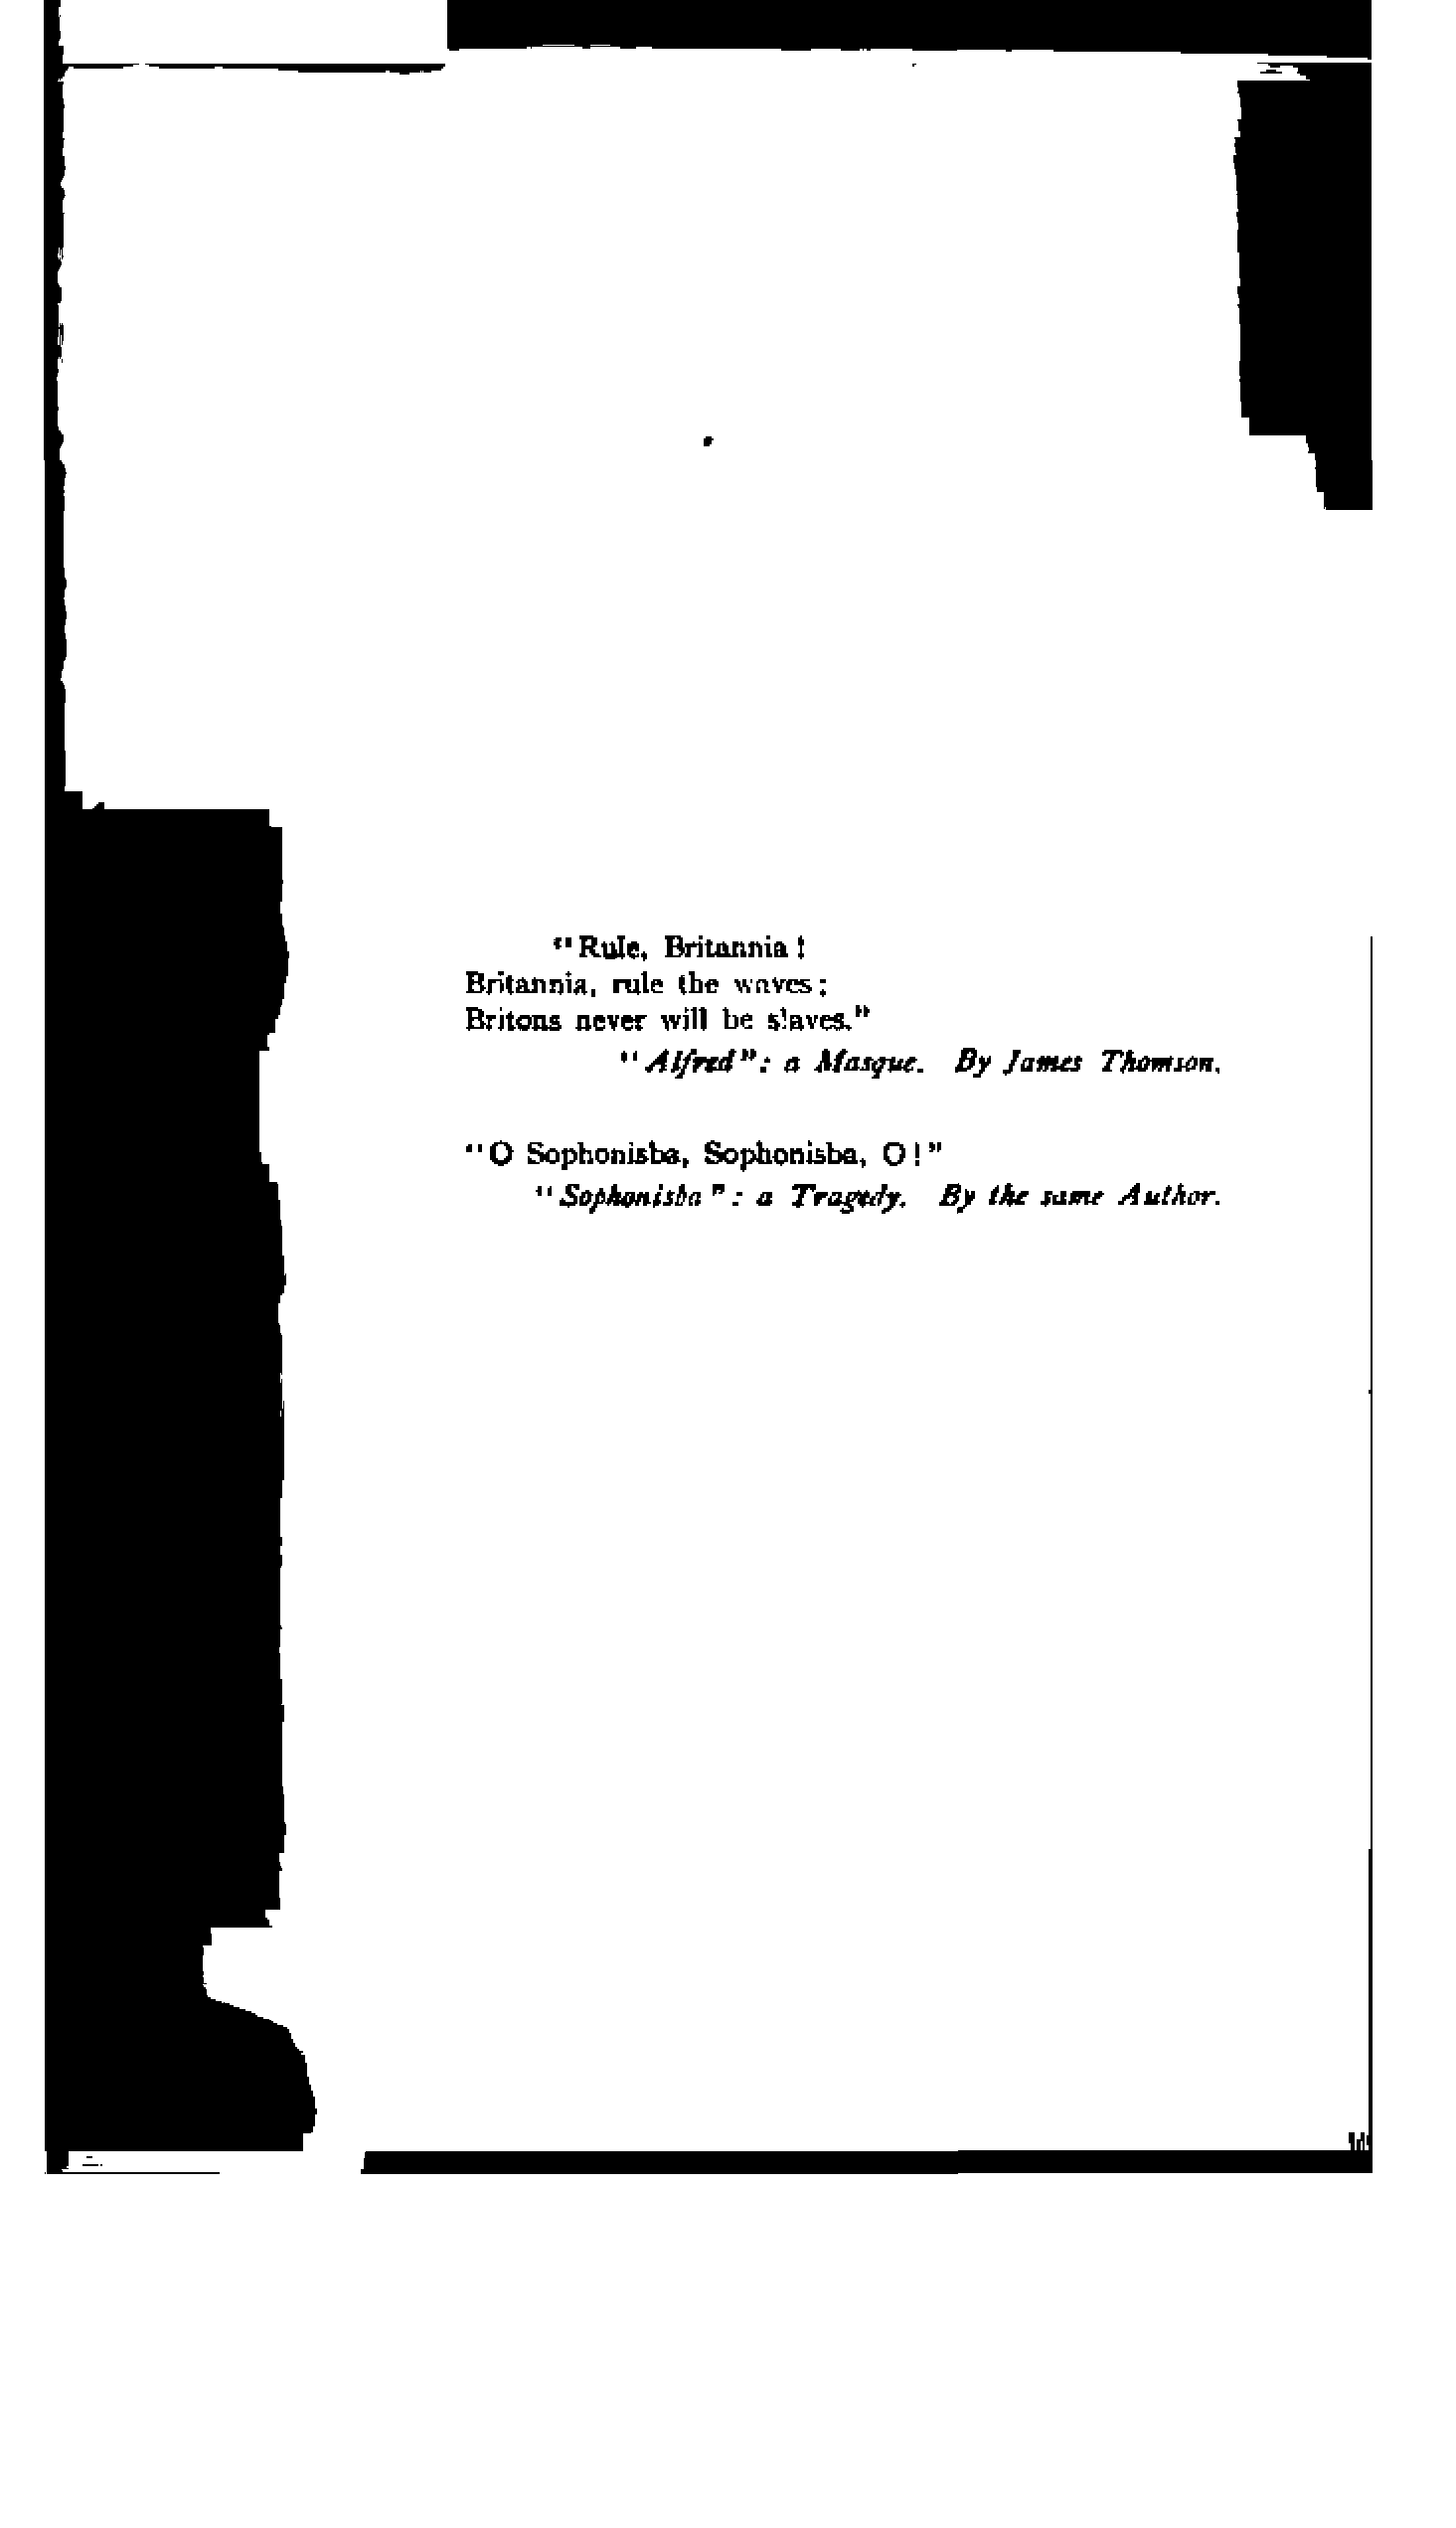 “Rule, Britannia!
Britannia, rule the waves;
Britons never will be slaves.”
“Alfred”: a Masque. By James Thomson.
“O Sophonisba, Sophonisba, O!”
“Sophonisba”: a Tragedy. By the same Author.